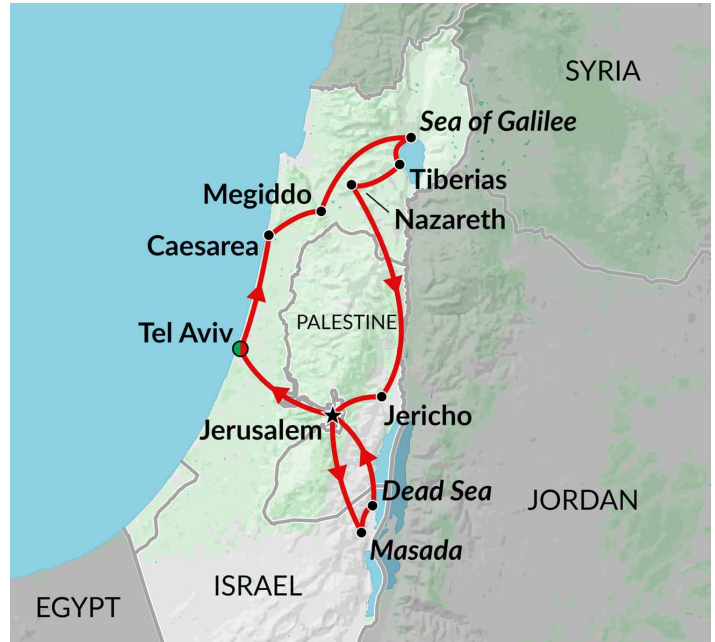 SYRIA
Sea of Galilee
Tiberias
Megiddo
Nazareth
Caesarea
PALESTINE
Tel Aviv
Jericho
Jerusalem
Dead Sea
JORDAN
Masada
ISRAEL
EGYPT